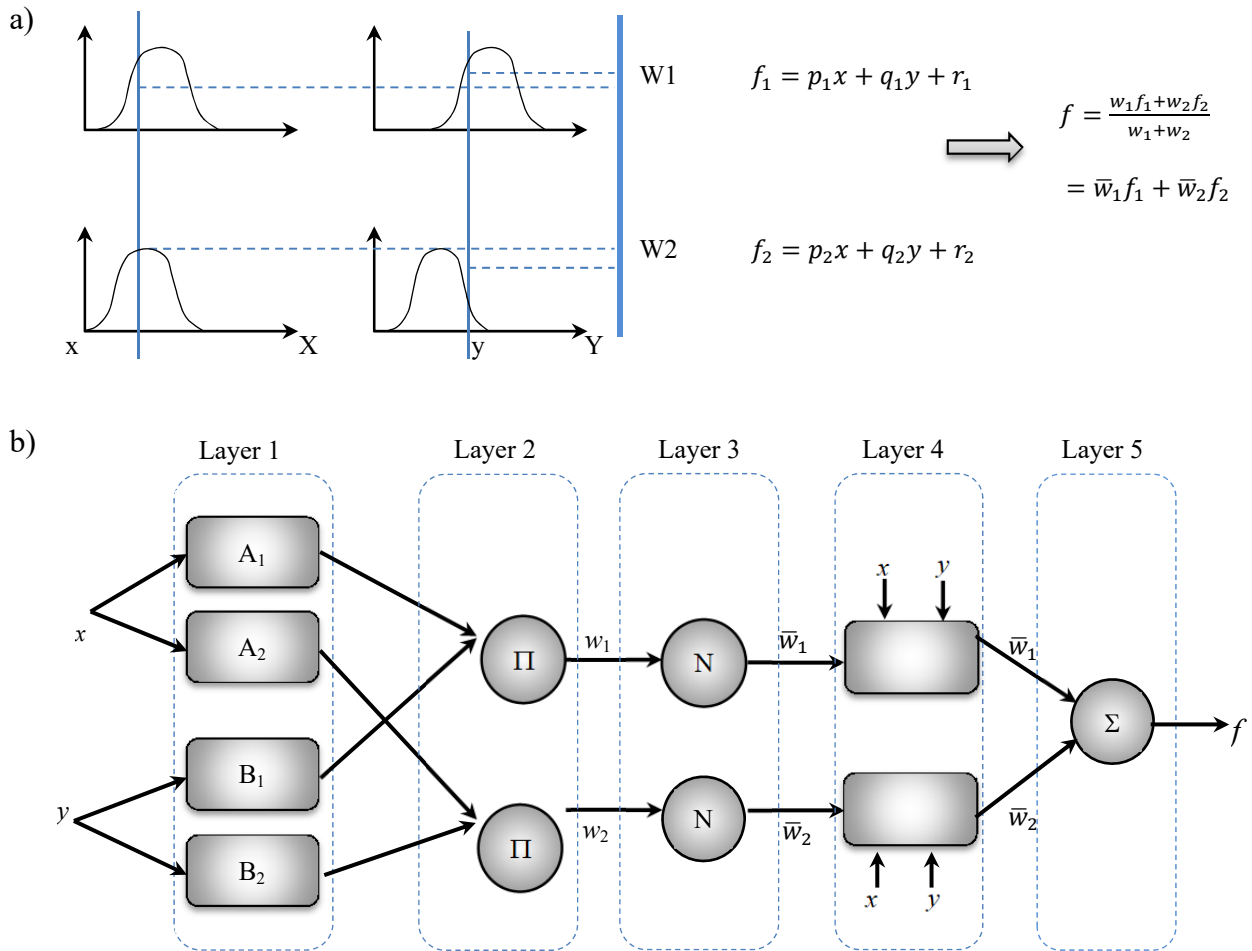 a)
W1
f₁ = p₁x + q₁y + r₁
f = w₁f₁+w₂f₂ / w₁+w₂
= w̅₁f₁ + w̅₂f₂
W2
f₂ = p₂x + q₂y + r₂
x X y Y
b)
Layer 1 Layer 2 Layer 3 Layer 4 Layer 5
A₁
x y
x
A₂
Π w₁ N w̅₁ w̅₁
Σ f
B₁
y
Π w₂ N w̅₂ w̅₂
B₂
x y